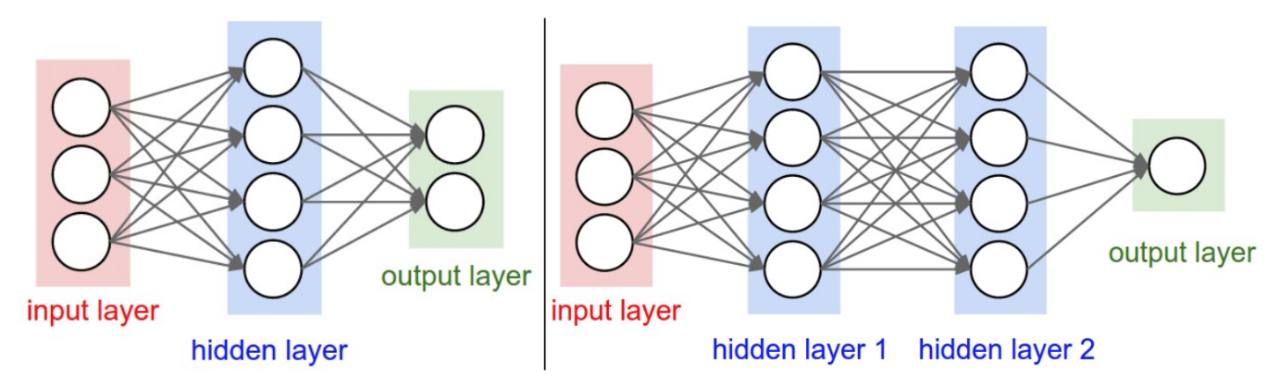 input layer
hidden layer
output layer
input layer
hidden layer 1
hidden layer 2
output layer